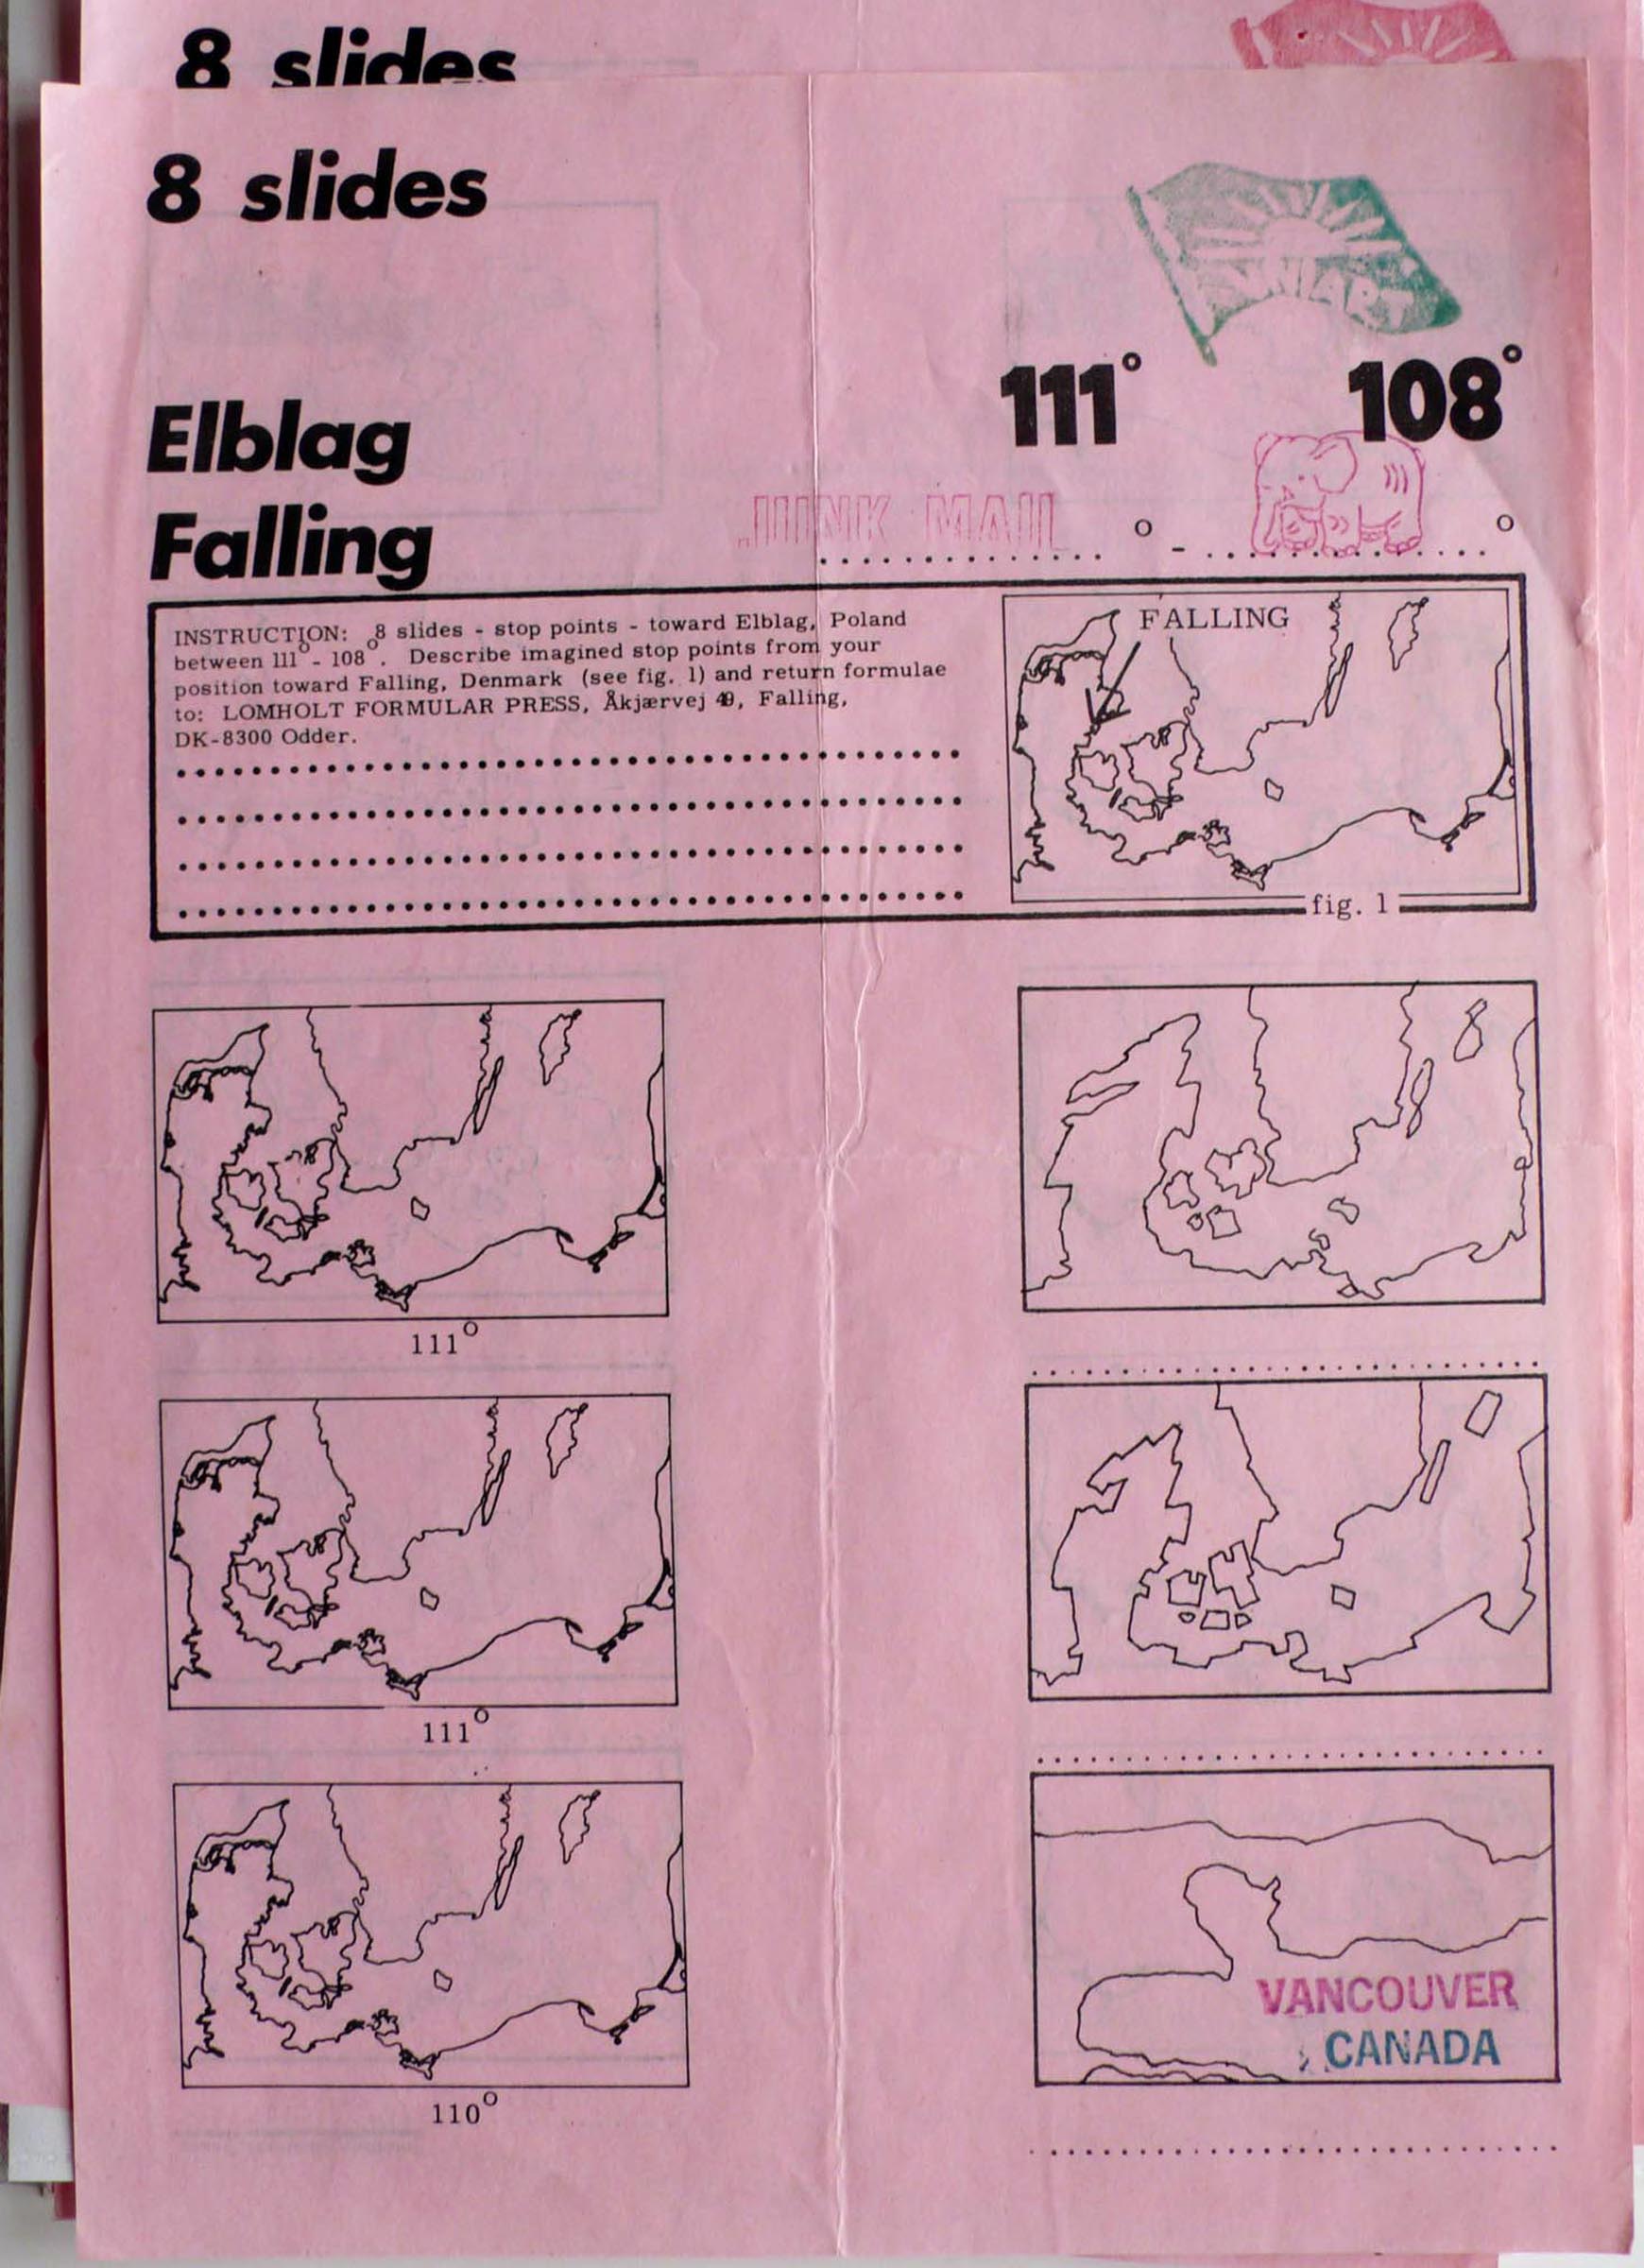 8 slides
8 slides
UNIART
111° 108°
Elblag
JUNK MAIL
° - °
Falling
INSTRUCTION: 8 slides - stop points - toward Elblag, Poland
between 111° - 108°. Describe imagined stop points from your
position toward Falling, Denmark (see fig. 1) and return formulae
to: LOMHOLT FORMULAR PRESS, Åkjærvej 49, Falling,
DK-8300 Odder.
FALLING
fig. 1
111°
111°
VANCOUVER
CANADA
110°